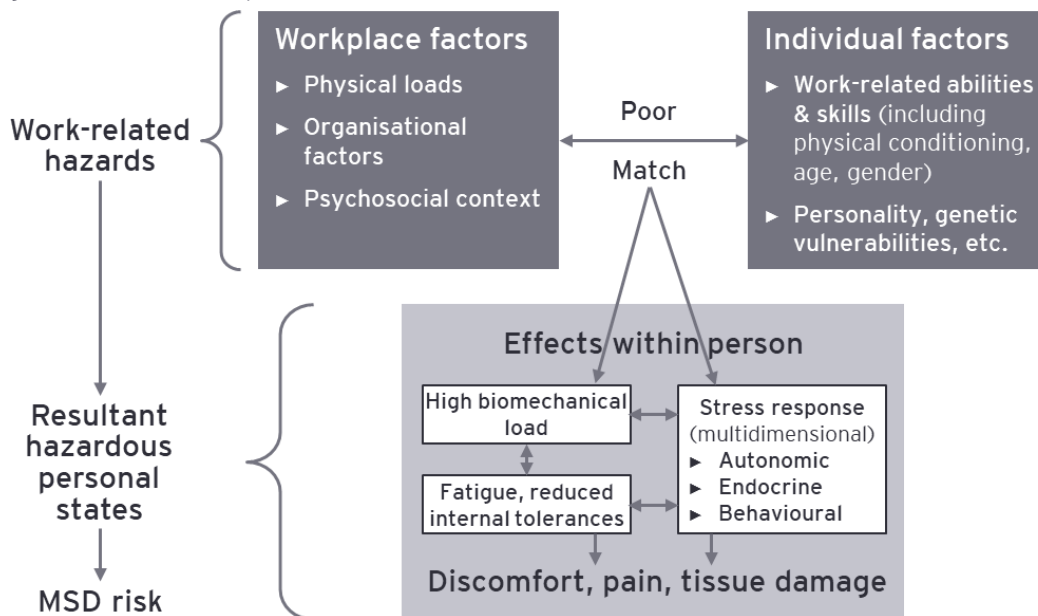 Workplace factors
► Physical loads
► Organisational
factors
► Psychosocial context
Individual factors
► Work-related abilities
& skills (including
physical conditioning,
age, gender)
► Personality, genetic
vulnerabilities, etc.
Poor
Match
Work-related
hazards
Effects within person
High biomechanical
load
Fatigue, reduced
internal tolerances
Stress response
(multidimensional)
► Autonomic
► Endocrine
► Behavioural
Discomfort, pain, tissue damage
Resultant
hazardous
personal
states
MSD risk